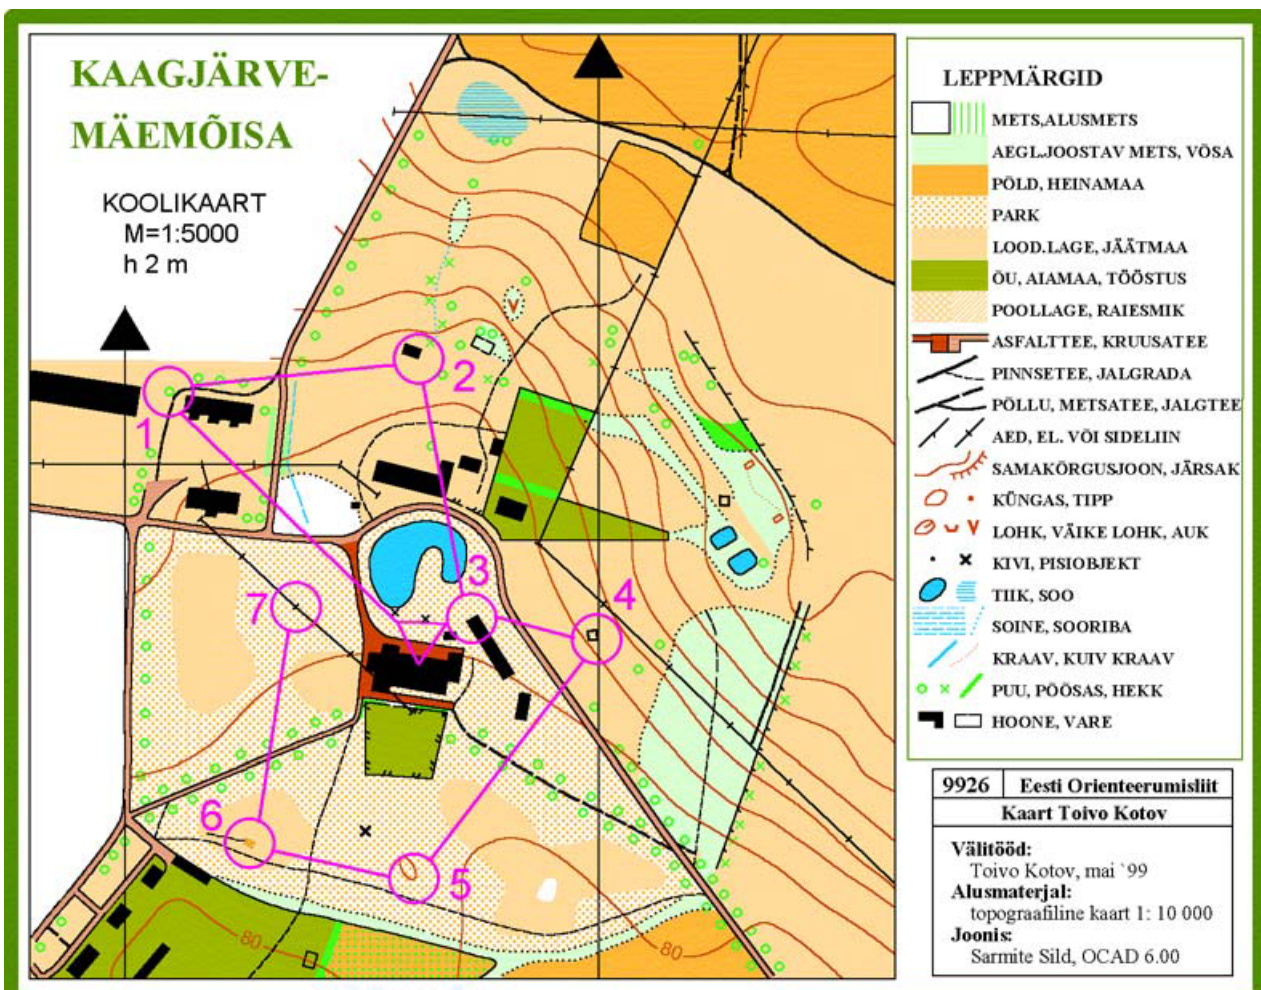 KAAGJÄRVE-
MÄEMÕISA
KOOLIKAART
M=1:5000
h 2 m
1
2
3
4
5
6
7
80
80
LEPPMÄRGID
METS,ALUSMETS
AEGL.JOOSTAV METS, VÕSA
PÕLD, HEINAMAA
PARK
LOOD.LAGE, JÄÄTMAA
ÕU, AIAMAA, TÖÖSTUS
POOLLAGE, RAIESMIK
ASFALTTEE, KRUUSATEE
PINNSETEE, JALGRADA
PÕLLU, METSATEE, JALGTEE
AED, EL. VÕI SIDELIIN
SAMAKÕRGUSJOON, JÄRSAK
KÜNGAS, TIPP
LOHK, VÄIKE LOHK, AUK
KIVI, PISIOBJEKT
TIIK, SOO
SOINE, SOORIBA
KRAAV, KUIV KRAAV
PUU, PÕÕSAS, HEKK
HOONE, VARE
9926 Eesti Orienteerumisliit
Kaart Toivo Kotov
Välitööd:
Toivo Kotov, mai `99
Alusmaterjal:
topograafiline kaart 1: 10 000
Joonis:
Sarmite Sild, OCAD 6.00